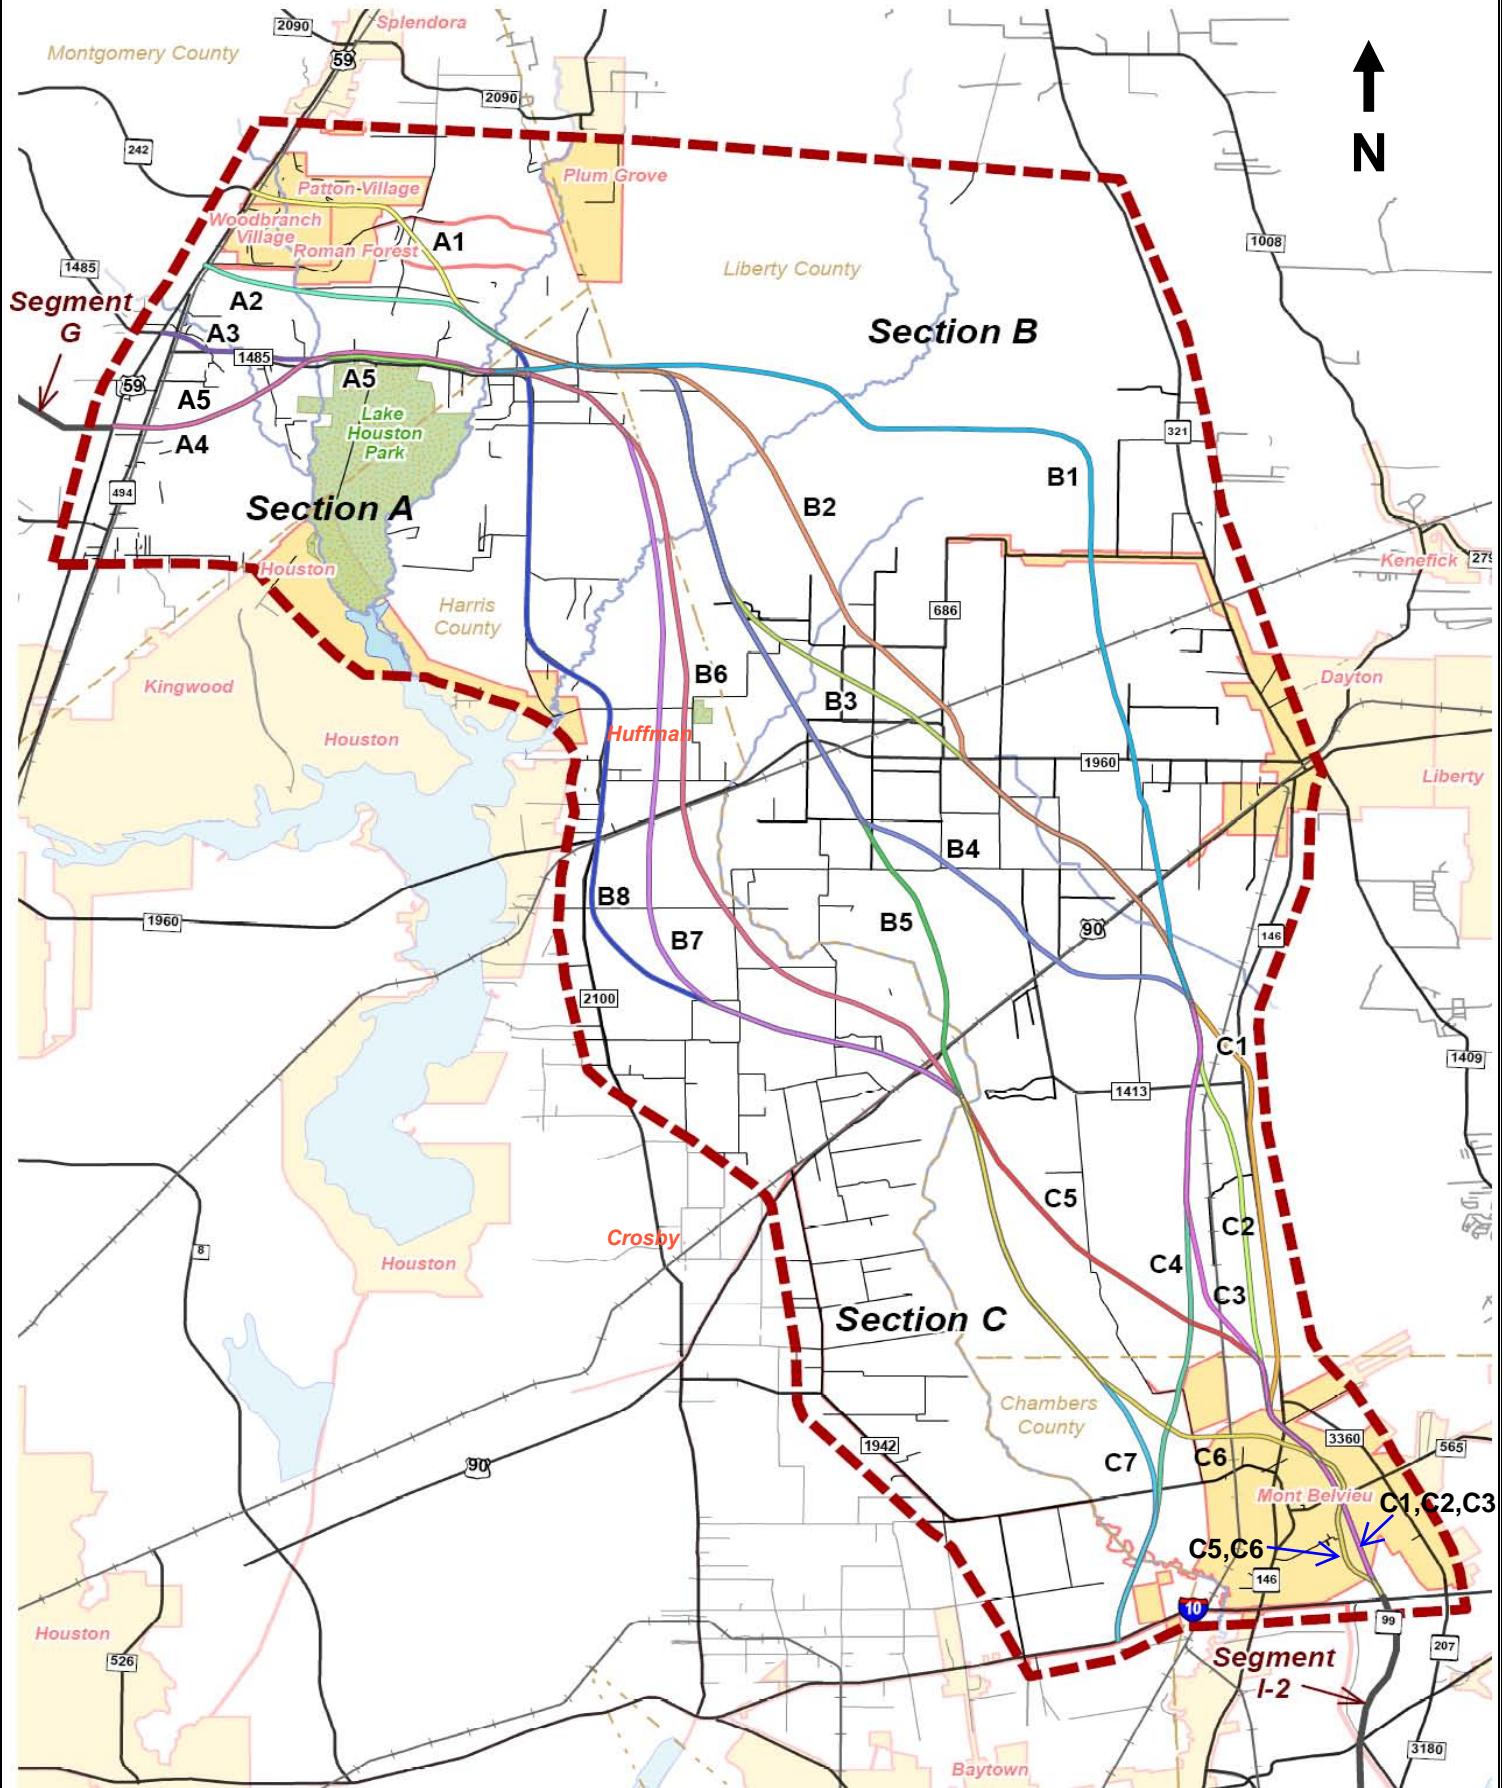 Splendora
2090
Montgomery County
59
2090
N
242
Plum Grove
Patton Village
Woodbranch
Village
Roman Forest
A1
1008
1485
Liberty County
Segment
G
A2
Section B
A3
1485
59
A5
A5
Lake
Houston
Park
A4
321
B1
494
Section A
B2
Kenefick
Houston
Harris
County
686
Dayton
Kingwood
B6
B3
Huffman
Houston
1960
Liberty
B4
B8
1960
B5
90
146
B7
2100
C1
1409
1413
C5
C2
Crosby
8
Houston
C4
C3
Section C
Chambers
County
3360
1942
565
C6
C7
90
Mont Belvieu
C1,C2,C3
C5,C6
146
10
99
Houston
207
526
Segment
I-2
3180
Baytown